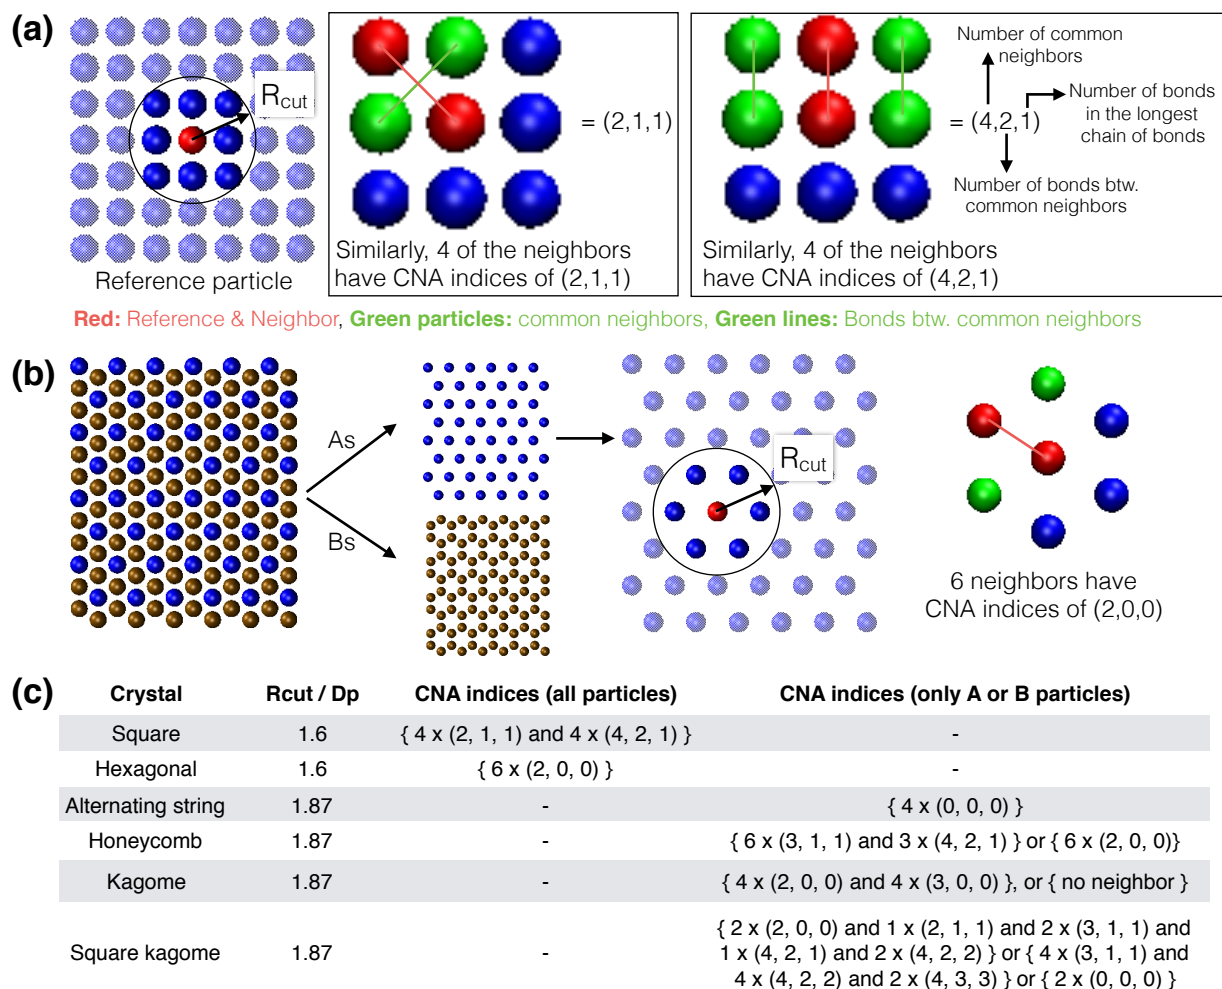 (a)
R_cut
Reference particle
= (2,1,1)
Similarly, 4 of the neighbors
have CNA indices of (2,1,1)
Number of common
neighbors
Number of bonds
in the longest
chain of bonds
= (4,2,1)
Number of bonds btw.
common neighbors
Similarly, 4 of the neighbors
have CNA indices of (4,2,1)
Red: Reference & Neighbor, Green particles: common neighbors, Green lines: Bonds btw. common neighbors
(b)
As
Bs
R_cut
6 neighbors have
CNA indices of (2,0,0)
(c)
Crystal Rcut / Dp CNA indices (all particles) CNA indices (only A or B particles)
Square 1.6 { 4 x (2, 1, 1) and 4 x (4, 2, 1) } -
Hexagonal 1.6 { 6 x (2, 0, 0) } -
Alternating string 1.87 - { 4 x (0, 0, 0) }
Honeycomb 1.87 - { 6 x (3, 1, 1) and 3 x (4, 2, 1) } or { 6 x (2, 0, 0)}
Kagome 1.87 - { 4 x (2, 0, 0) and 4 x (3, 0, 0) }, or { no neighbor }
Square kagome 1.87 - { 2 x (2, 0, 0) and 1 x (2, 1, 1) and 2 x (3, 1, 1) and
1 x (4, 2, 1) and 2 x (4, 2, 2) } or { 4 x (3, 1, 1) and
4 x (4, 2, 2) and 2 x (4, 3, 3) } or { 2 x (0, 0, 0) }